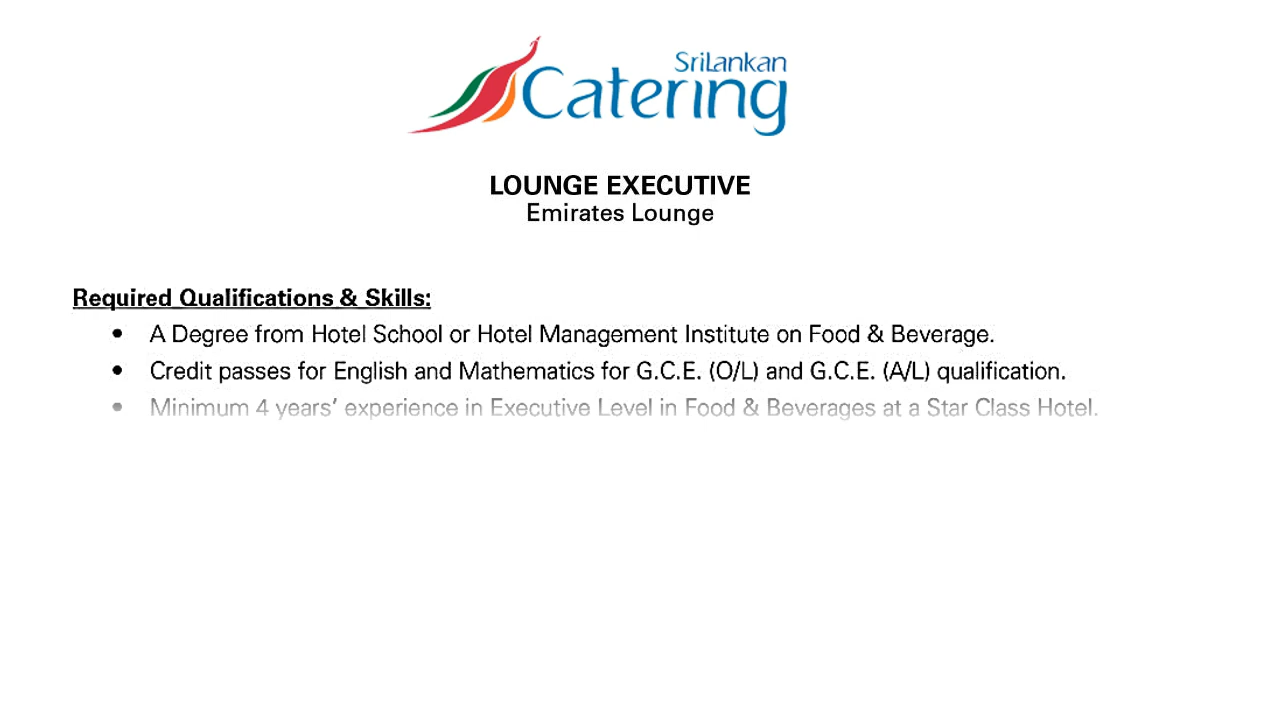 SriLankan
Catering
LOUNGE EXECUTIVE
Emirates Lounge
Required Qualifications & Skills:
• A Degree from Hotel School or Hotel Management Institute on Food & Beverage.
• Credit passes for English and Mathematics for G.C.E. (O/L) and G.C.E. (A/L) qualification.
• Minimum 4 years’ experience in Executive Level in Food & Beverages at a Star Class Hotel.